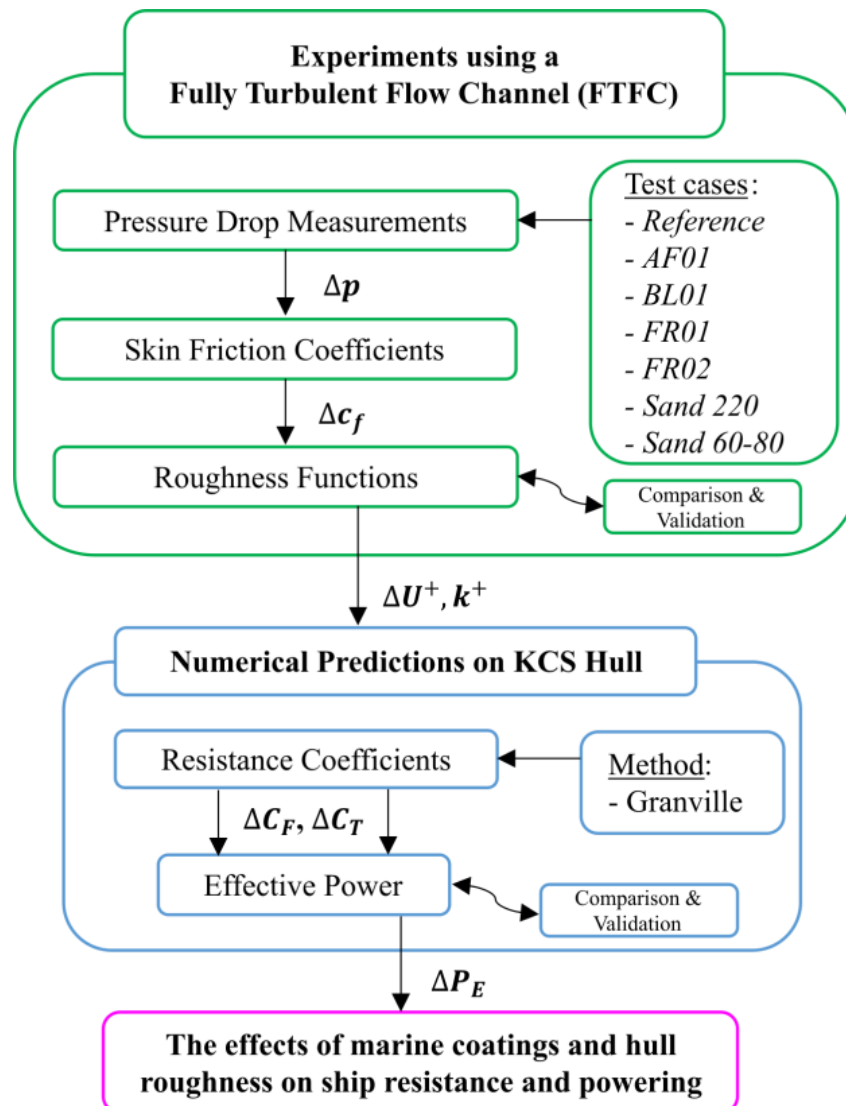 Experiments using a
Fully Turbulent Flow Channel (FTFC)
Pressure Drop Measurements
Test cases:
- Reference
- AF01
- BL01
- FR01
- FR02
- Sand 220
- Sand 60-80
Δp
Skin Friction Coefficients
Δc_f
Roughness Functions
Comparison &
Validation
ΔU⁺, k⁺
Numerical Predictions on KCS Hull
Resistance Coefficients
Method:
- Granville
ΔC_F, ΔC_T
Effective Power
Comparison &
Validation
ΔP_E
The effects of marine coatings and hull
roughness on ship resistance and powering